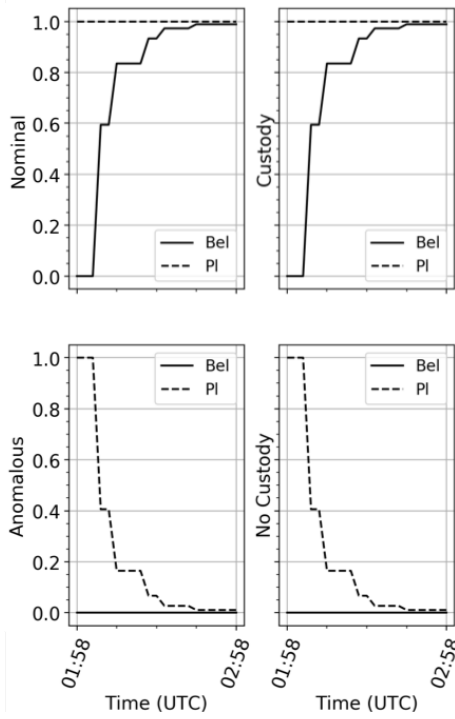 1.0
0.8
0.6
0.4
0.2
0.0
Nominal
Bel
Pl
Custody
Bel
Pl
1.0
0.8
0.6
0.4
0.2
0.0
Anomalous
Bel
Pl
No Custody
Bel
Pl
01:58
02:58
01:58
02:58
Time (UTC)
Time (UTC)